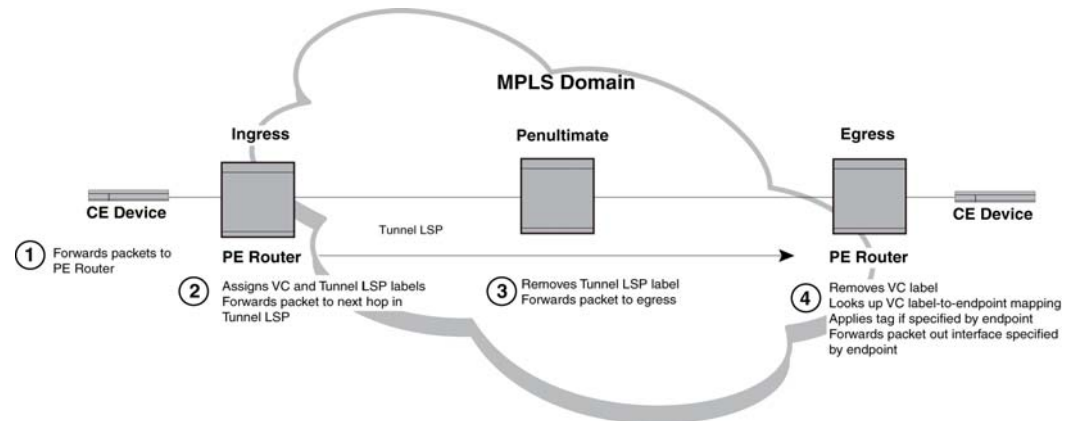 MPLS Domain
Ingress
Penultimate
Egress
CE Device
CE Device
Tunnel LSP
PE Router
PE Router
1 Forwards packets to
PE Router
2 Assigns VC and Tunnel LSP labels
Forwards packet to next hop in
Tunnel LSP
3 Removes Tunnel LSP label
Forwards packet to egress
4 Removes VC label
Looks up VC label-to-endpoint mapping
Applies tag if specified by endpoint
Forwards packet out interface specified
by endpoint